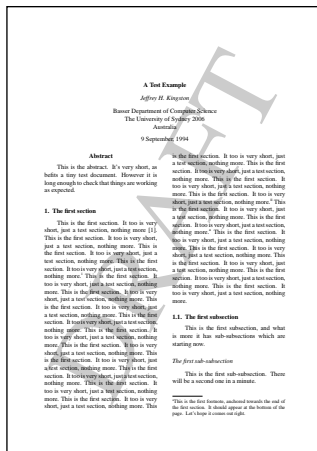 A Test Example
Jeffrey H. Kingston
Basser Department of Computer Science
The University of Sydney 2006
Australia
9 September, 1994
Abstract
This is the abstract. It's very short, as
befits a tiny test document. However it is
long enough to check that things are working
as expected.
1. The first section
This is the first section. It too is very
short, just a test section, nothing more [1].
This is the first section. It too is very short,
just a test section, nothing more. This is
the first section. It too is very short, just a
test section, nothing more. This is the first
section. It too is very short, just a test section,
nothing more. This is the first section. It
too is very short, just a test section, nothing
more. This is the first section. It too is very
short, just a test section, nothing more. This
is the first section. It too is very short, just
a test section, nothing more. This is the first
section. It too is very short, just a test section,
nothing more. This is the first section. It
too is very short, just a test section, nothing
more. This is the first section. It too is very
short, just a test section, nothing more. This
is the first section. It too is very short, just
a test section, nothing more. This is the first
section. It too is very short, just a test section,
nothing more. This is the first section. It
too is very short, just a test section, nothing
more. This is the first section. It too is very
short, just a test section, nothing more. This
is the first section. It too is very short, just
a test section, nothing more. This is the first
section. It too is very short, just a test section,
nothing more. This is the first section. It
too is very short, just a test section, nothing
more. This is the first section. It too is very
short, just a test section, nothing more. This
is the first section. It too is very short, just
a test section, nothing more. This is the first
section. It too is very short, just a test section,
nothing more. This is the first section. It
too is very short, just a test section, nothing
more.
1.1. The first subsection
This is the first subsection, and what
is more it has sub-subsections which are
starting now.
The first sub-subsection
This is the first sub-subsection. There
will be a second one in a minute.
This is the first footnote, anchored towards the end of
the first section. It should appear at the bottom of the
page. Let's hope it comes out right.
DRAFT